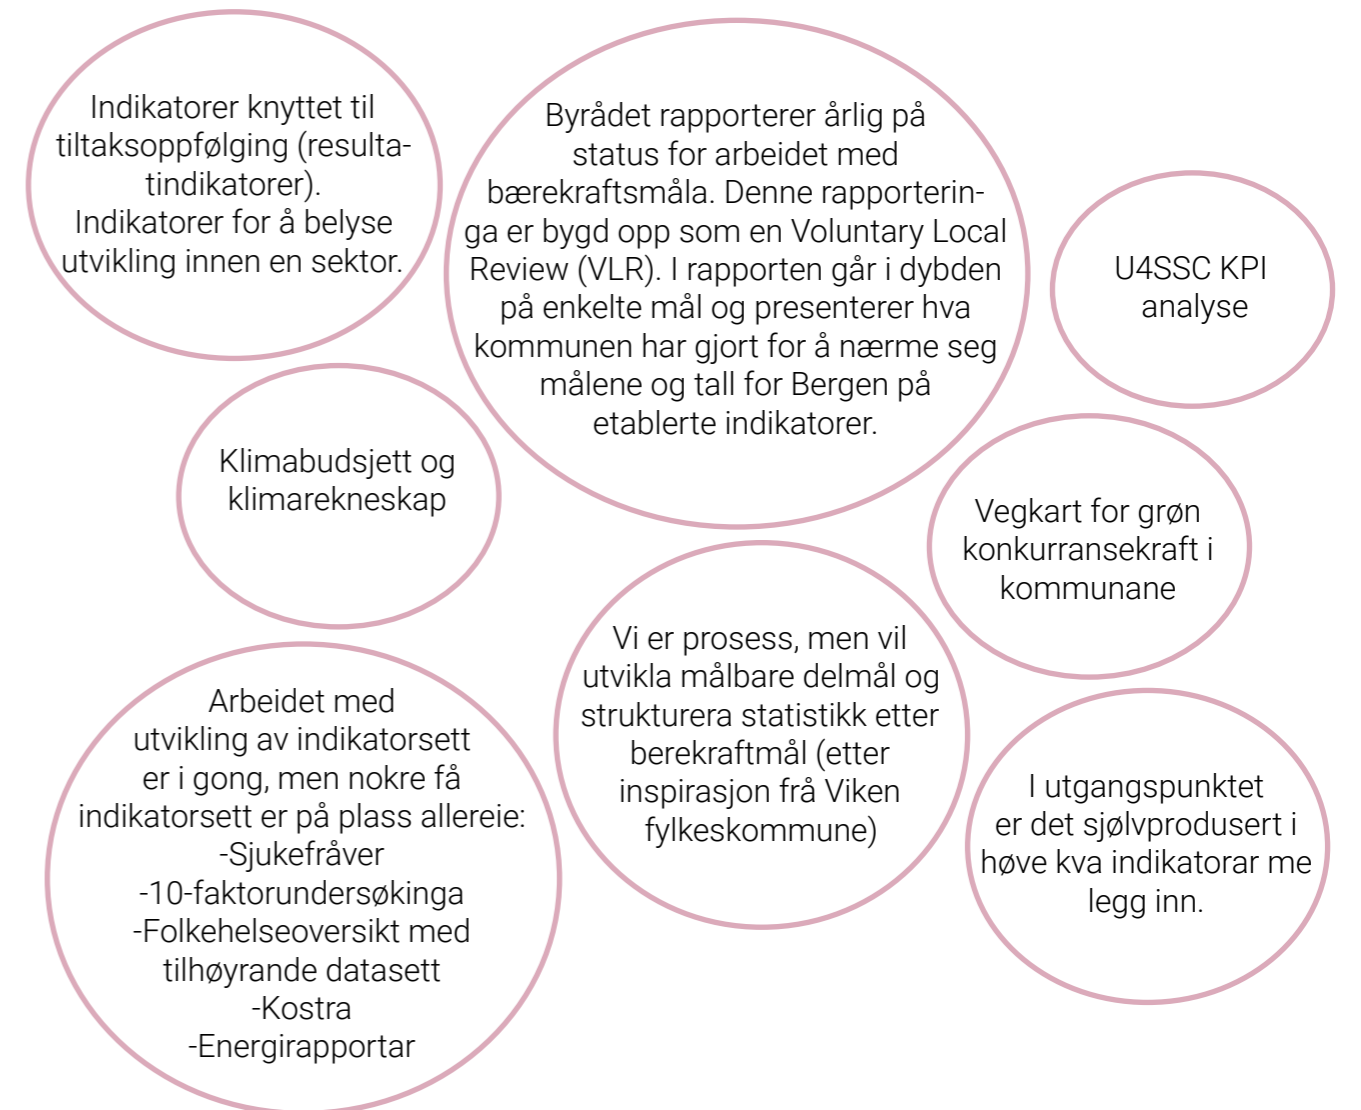 Indikatorer knyttet til
tiltaksoppfølging (resulta-
tindikatorer).
Indikatorer for å belyse
utvikling innen en sektor.
Byrådet rapporterer årlig på
status for arbeidet med
bærekraftsmåla. Denne rapporterin-
ga er bygd opp som en Voluntary Local
Review (VLR). I rapporten går i dybden
på enkelte mål og presenterer hva
kommunen har gjort for å nærme seg
målene og tall for Bergen på
etablerte indikatorer.
U4SSC KPI
analyse
Klimabudsjett og
klimarekneskap
Vegkart for grøn
konkurransekraft i
kommunane
Arbeidet med
utvikling av indikatorsett
er i gong, men nokre få
indikatorsett er på plass allereie:
-Sjukefråver
-10-faktorundersøkinga
-Folkehelseoversikt med
tilhøyrande datasett
-Kostra
-Energirapportar
Vi er prosess, men vil
utvikla målbare delmål og
strukturera statistikk etter
berekraftmål (etter
inspirasjon frå Viken
fylkeskommune)
I utgangspunktet
er det sjølvprodusert i
høve kva indikatorar me
legg inn.